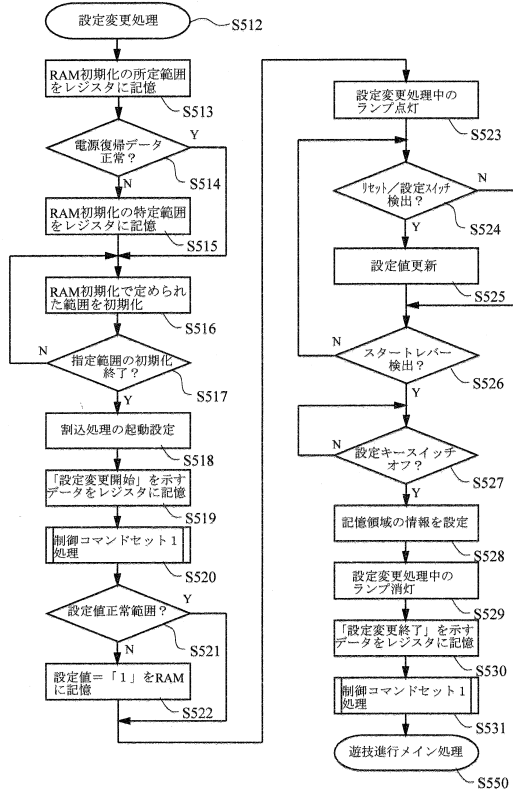 設定変更処理
S512
RAM初期化の所定範囲
をレジスタに記憶
S513
電源復帰データ
正常？
Y
S514
N
RAM初期化の特定範囲
をレジスタに記憶
S515
RAM初期化で定められ
た範囲を初期化
S516
N
指定範囲の初期化
終了？
S517
Y
割込処理の起動設定
S518
「設定変更開始」を示す
データをレジスタに記憶
S519
制御コマンドセット１
処理
S520
Y
設定値正常範囲？
S521
N
設定値＝「１」をRAM
に記憶
S522
設定変更処理中の
ランプ点灯
S523
N
ﾘｾｯﾄ／設定ｽｲｯﾁ
検出？
S524
Y
設定値更新
S525
N
スタートレバー
検出？
S526
Y
N
設定キースイッチ
オフ？
S527
Y
記憶領域の情報を設定
S528
設定変更処理中の
ランプ消灯
S529
「設定変更終了」を示す
データをレジスタに記憶
S530
制御コマンドセット１
処理
S531
遊技進行メイン処理
S550